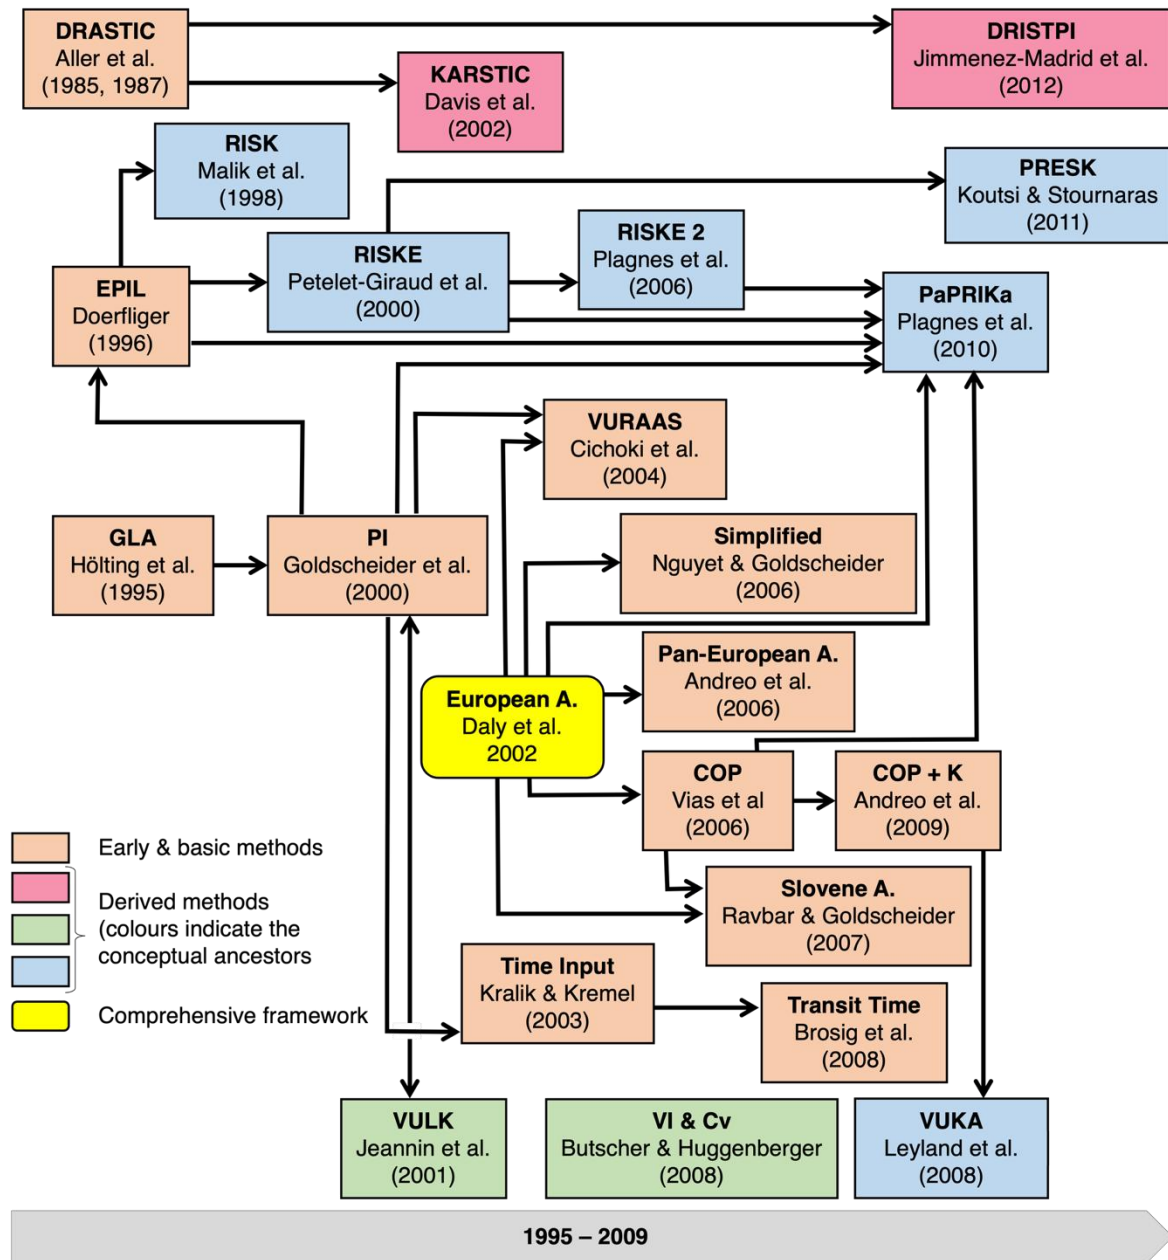 DRASTIC
Aller et al.
(1985, 1987)
DRISTPI
Jimmenez-Madrid et al.
(2012)
KARSTIC
Davis et al.
(2002)
RISK
Malik et al.
(1998)
PRESK
Koutsi & Stournaras
(2011)
RISKE
Petelet-Giraud et al.
(2000)
RISKE 2
Plagnes et al.
(2006)
EPIL
Doerfliger
(1996)
PaPRIKa
Plagnes et al.
(2010)
VURAAS
Cichoki et al.
(2004)
GLA
Hölting et al.
(1995)
PI
Goldscheider et al.
(2000)
Simplified
Nguyet & Goldscheider
(2006)
Pan-European A.
Andreo et al.
(2006)
European A.
Daly et al.
2002
COP
Vias et al
(2006)
COP + K
Andreo et al.
(2009)
Slovene A.
Ravbar & Goldscheider
(2007)
Time Input
Kralik & Kremel
(2003)
Transit Time
Brosig et al.
(2008)
Early & basic methods
Derived methods
(colours indicate the
conceptual ancestors
Comprehensive framework
VULK
Jeannin et al.
(2001)
VI & Cv
Butscher & Huggenberger
(2008)
VUKA
Leyland et al.
(2008)
1995 – 2009